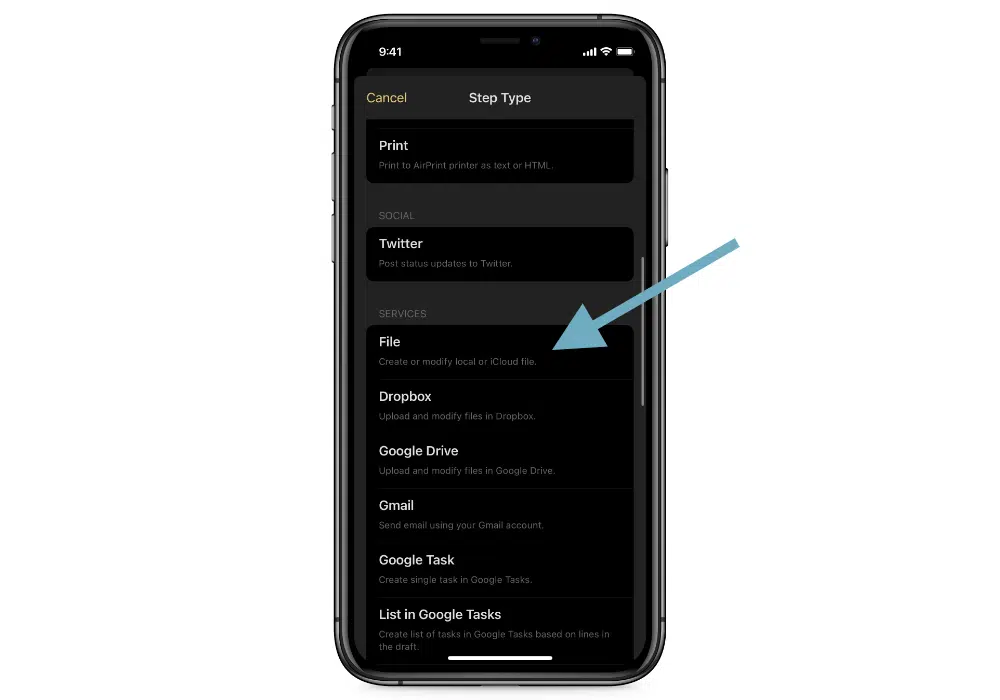 9:41
Cancel
Step Type
Print
Print to AirPrint printer as text or HTML.
SOCIAL
Twitter
Post status updates to Twitter.
SERVICES
File
Create or modify local or iCloud file.
Dropbox
Upload and modify files in Dropbox.
Google Drive
Upload and modify files in Google Drive.
Gmail
Send email using your Gmail account.
Google Task
Create single task in Google Tasks.
List in Google Tasks
Create list of tasks in Google Tasks based on lines in
the draft.